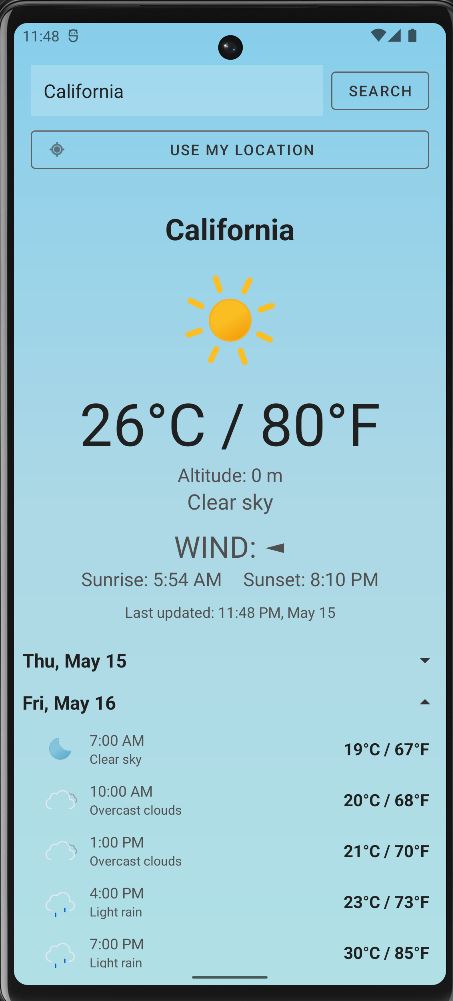 11:48
California
SEARCH
USE MY LOCATION
California
26°C / 80°F
Altitude: 0 m
Clear sky
WIND:
Sunrise: 5:54 AM Sunset: 8:10 PM
Last updated: 11:48 PM, May 15
Thu, May 15
Fri, May 16
7:00 AM
Clear sky
19°C / 67°F
10:00 AM
Overcast clouds
20°C / 68°F
1:00 PM
Overcast clouds
21°C / 70°F
4:00 PM
Light rain
23°C / 73°F
7:00 PM
Light rain
30°C / 85°F